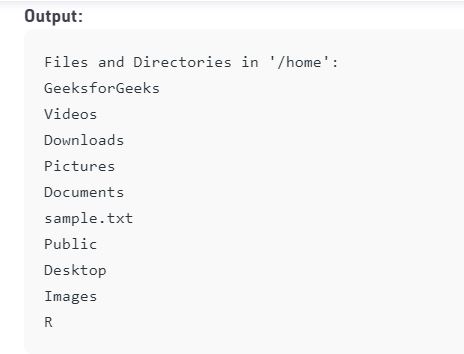 Output:
Files and Directories in '/home':
GeeksforGeeks
Videos
Downloads
Pictures
Documents
sample.txt
Public
Desktop
Images
R